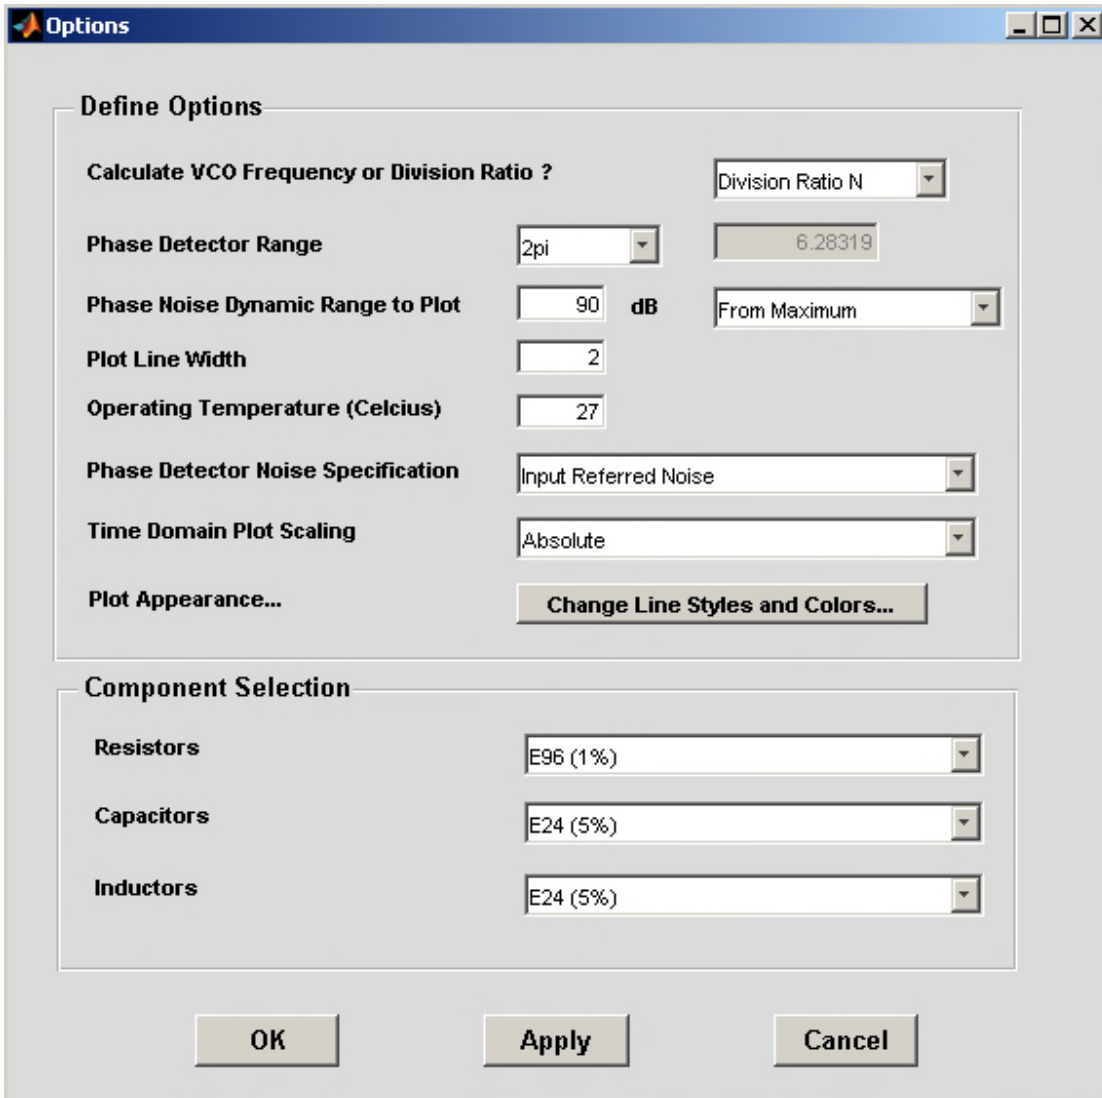 Options
Define Options
Calculate VCO Frequency or Division Ratio ? Division Ratio N
Phase Detector Range 2pi 6.28319
Phase Noise Dynamic Range to Plot 90 dB From Maximum
Plot Line Width 2
Operating Temperature (Celcius) 27
Phase Detector Noise Specification Input Referred Noise
Time Domain Plot Scaling Absolute
Plot Appearance... Change Line Styles and Colors...
Component Selection
Resistors E96 (1%)
Capacitors E24 (5%)
Inductors E24 (5%)
OK Apply Cancel